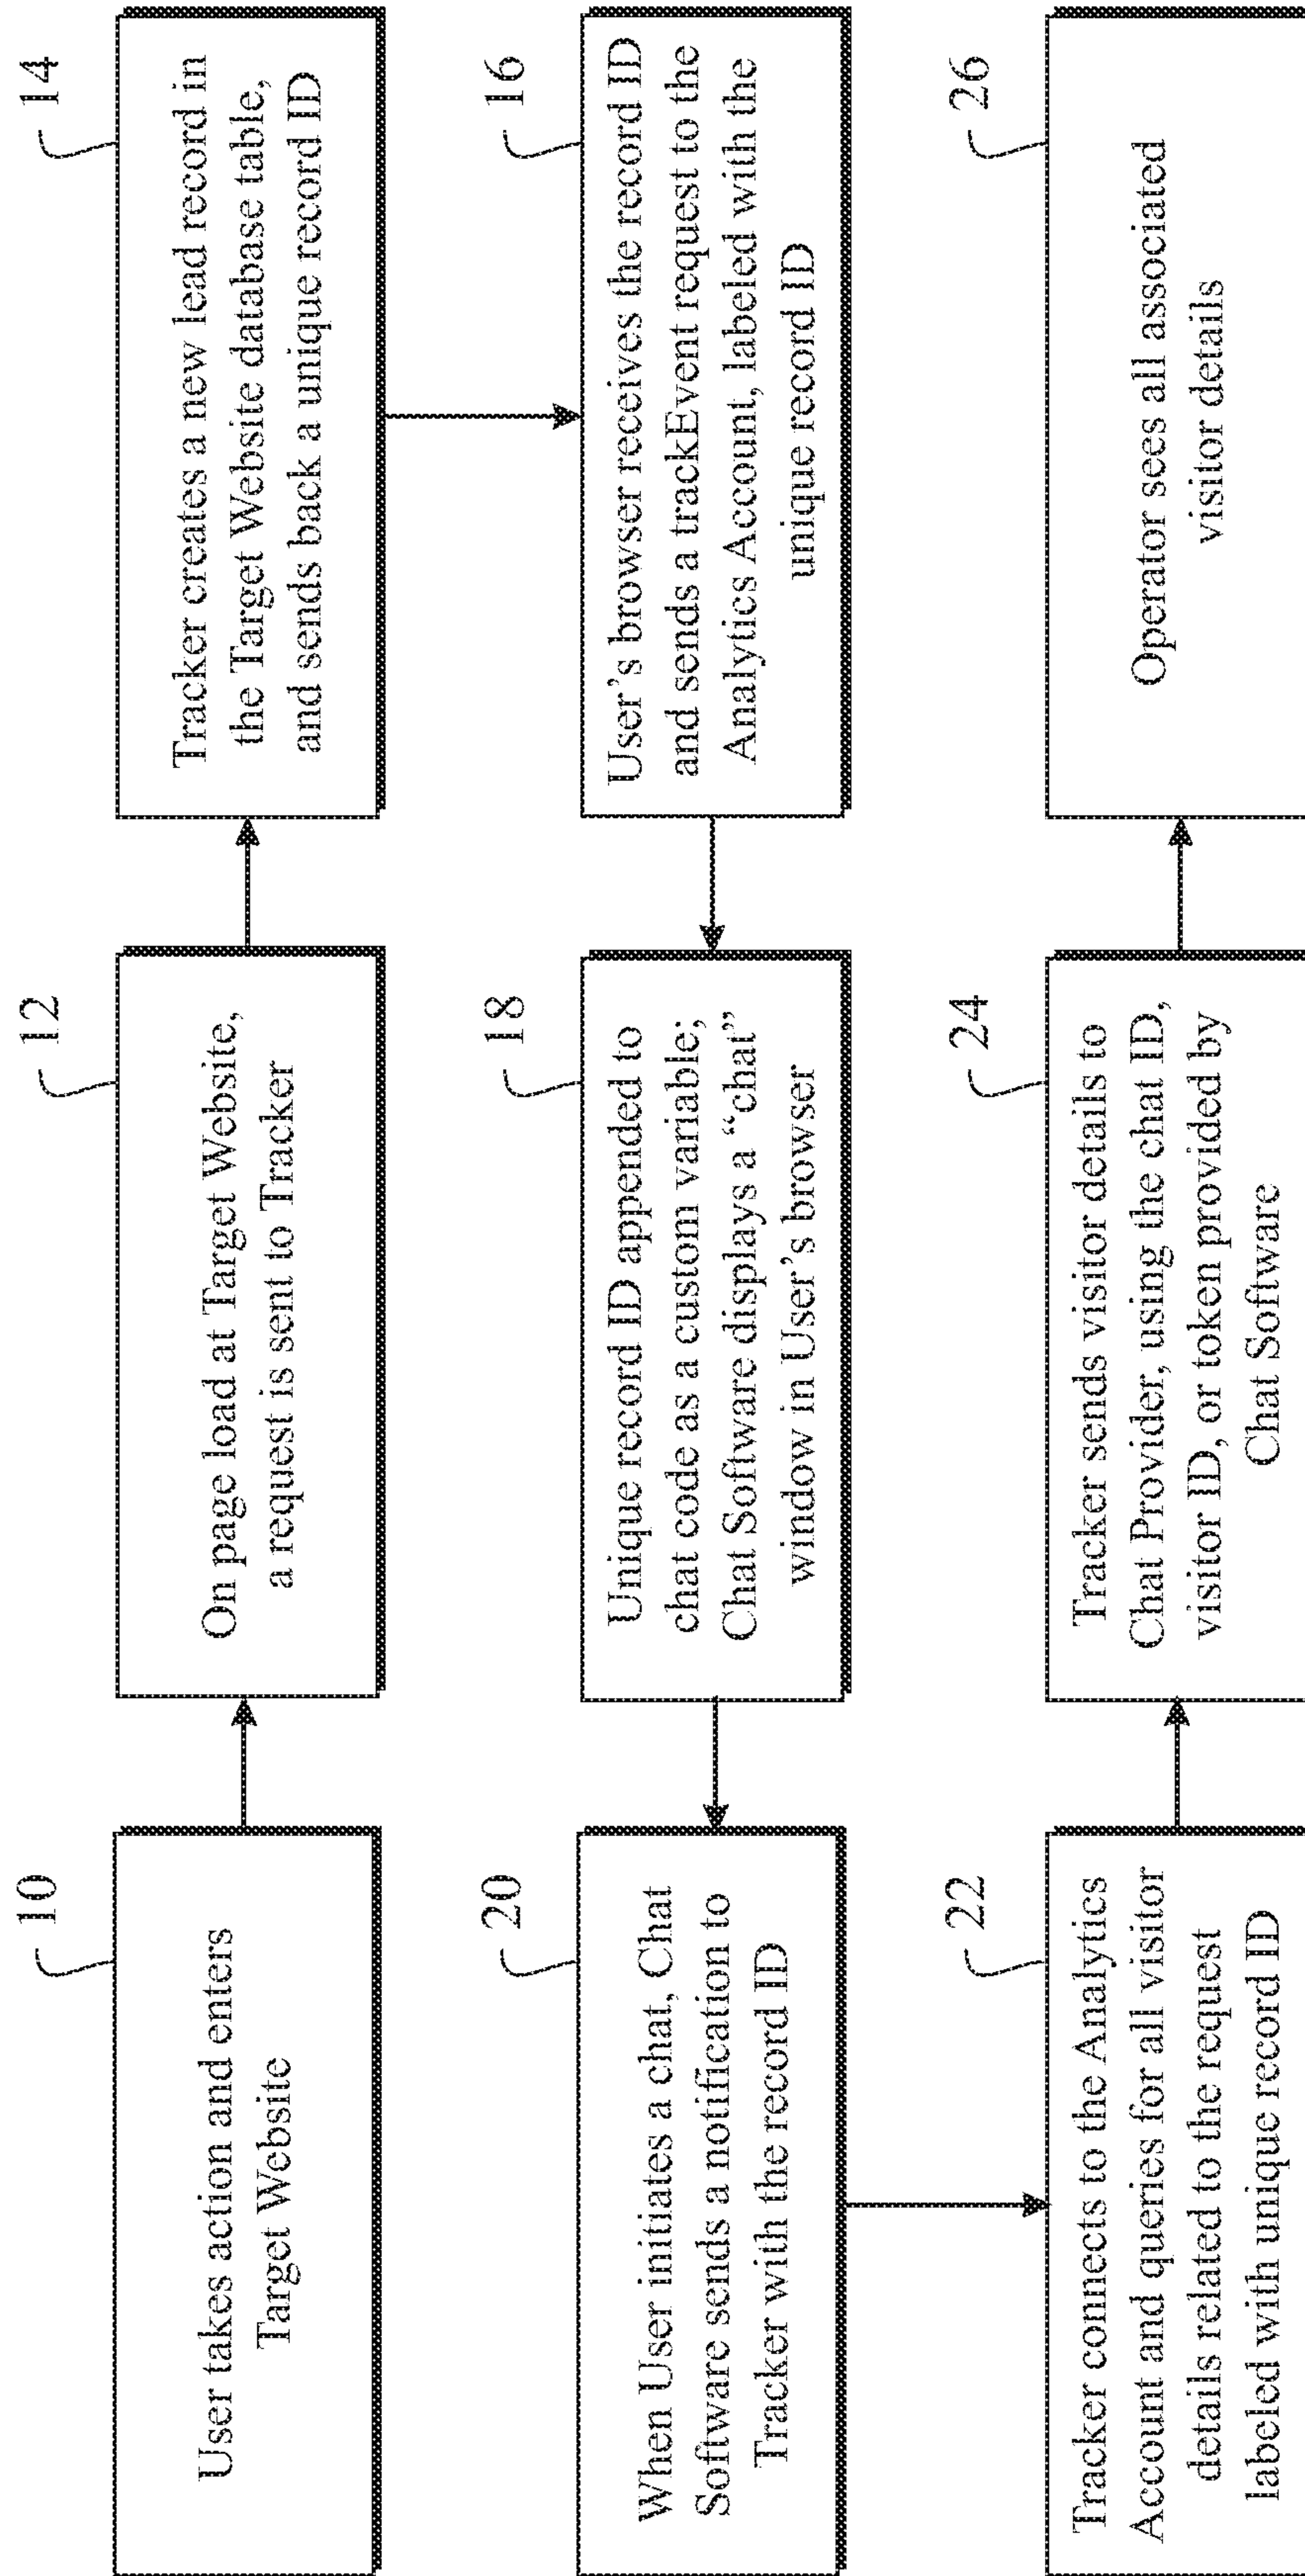 10
User takes action and enters
Target Website
12
On page load at Target Website,
a request is sent to Tracker
14
Tracker creates a new lead record in
the Target Website database table,
and sends back a unique record ID
16
User's browser receives the record ID
and sends a trackEvent request to the
Analytics Account, labeled with the
unique record ID
18
Unique record ID appended to
chat code as a custom variable;
Chat Software displays a “chat”
window in User's browser
20
When User initiates a chat, Chat
Software sends a notification to
Tracker with the record ID
22
Tracker connects to the Analytics
Account and queries for all visitor
details related to the request
labeled with unique record ID
24
Tracker sends visitor details to
Chat Provider, using the chat ID,
visitor ID, or token provided by
Chat Software
26
Operator sees all associated
visitor details